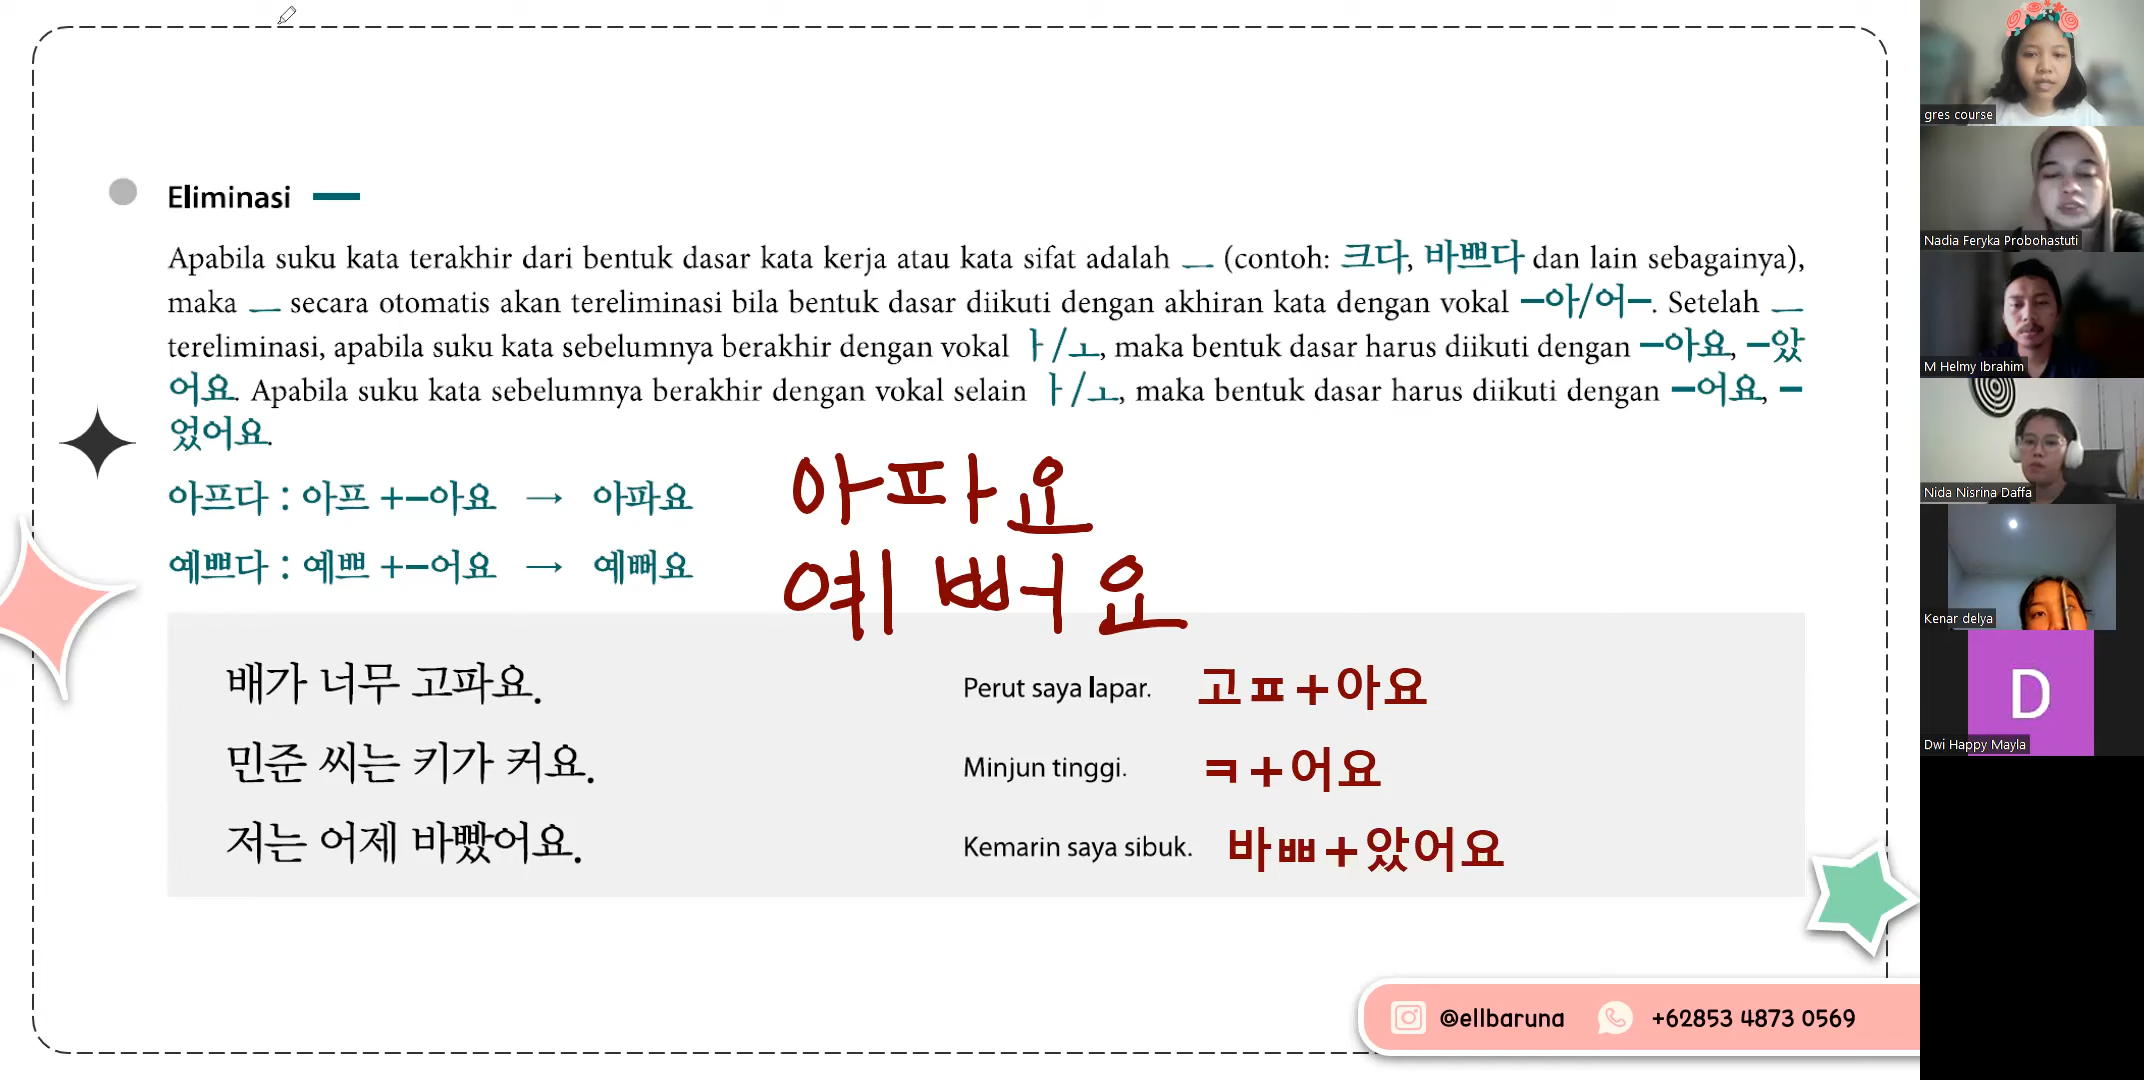 Eliminasi ㅡ
Apabila suku kata terakhir dari bentuk dasar kata kerja atau kata sifat adalah ㅡ (contoh: 크다, 바쁘다 dan lain sebagainya),
maka ㅡ secara otomatis akan tereliminasi bila bentuk dasar diikuti dengan akhiran kata dengan vokal –아/어–. Setelah ㅡ
tereliminasi, apabila suku kata sebelumnya berakhir dengan vokal ㅏ/ㅗ, maka bentuk dasar harus diikuti dengan –아요, –았
어요. Apabila suku kata sebelumnya berakhir dengan vokal selain ㅏ/ㅗ, maka bentuk dasar harus diikuti dengan –어요, –
었어요.
아프다 : 아프 +–아요 → 아파요 아파요
예쁘다 : 예쁘 +–어요 → 예뻐요 예뻐요
배가 너무 고파요. Perut saya lapar. 고ㅍ+아요
민준 씨는 키가 커요. Minjun tinggi. ㅋ+어요
저는 어제 바빴어요. Kemarin saya sibuk. 바ㅃ+았어요
@ellbaruna +62853 4873 0569
gres course
Nadia Feryka Probohastuti
M Helmy Ibrahim
Nida Nisrina Daffa
Kenar delya
D
Dwi Happy Mayla